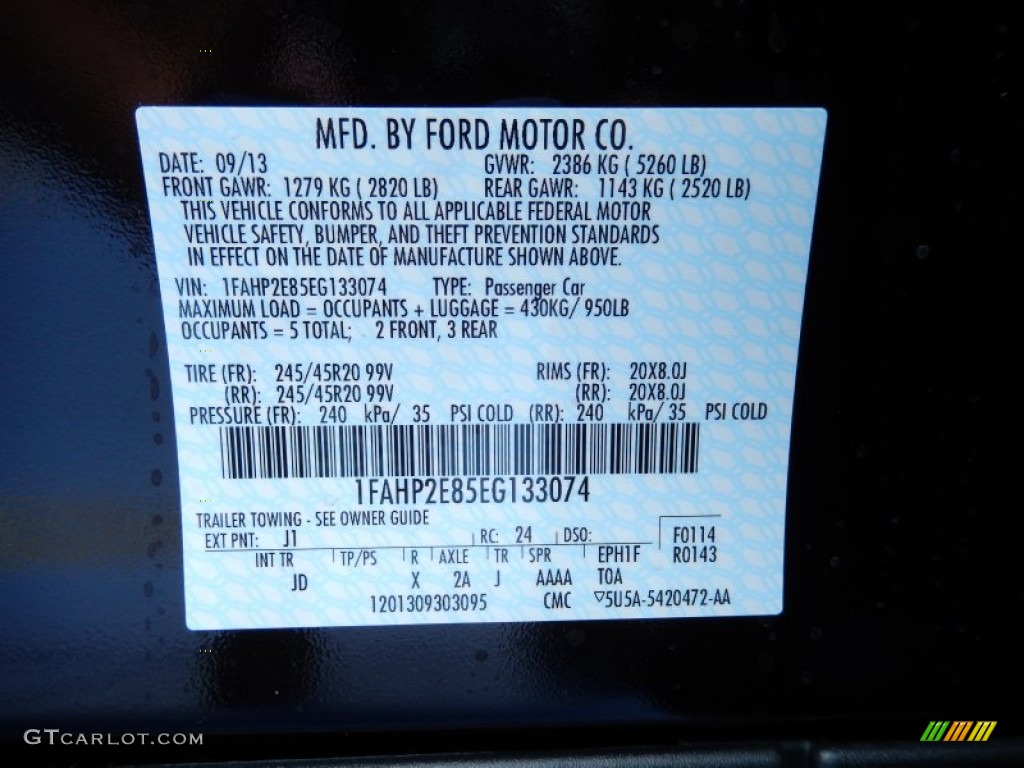 MFD. BY FORD MOTOR CO.
DATE: 09/13 GVWR: 2386 KG ( 5260 LB)
FRONT GAWR: 1279 KG ( 2820 LB) REAR GAWR: 1143 KG ( 2520 LB)
THIS VEHICLE CONFORMS TO ALL APPLICABLE FEDERAL MOTOR
VEHICLE SAFETY, BUMPER, AND THEFT PREVENTION STANDARDS
IN EFFECT ON THE DATE OF MANUFACTURE SHOWN ABOVE.
VIN: 1FAHP2E85EG133074 TYPE: Passenger Car
MAXIMUM LOAD = OCCUPANTS + LUGGAGE = 430KG/ 950LB
OCCUPANTS = 5 TOTAL; 2 FRONT, 3 REAR
TIRE (FR): 245/45R20 99V RIMS (FR): 20X8.0J
(RR): 245/45R20 99V (RR): 20X8.0J
PRESSURE (FR): 240 kPa/ 35 PSI COLD (RR): 240 kPa/ 35 PSI COLD
1FAHP2E85EG133074
TRAILER TOWING - SEE OWNER GUIDE
EXT PNT: J1 RC: 24 DSO: F0114
INT TR TP/PS R AXLE TR SPR EPH1F R0143
JD X 2A J AAAA TOA
1201309303095 CMC ▽5U5A-5420472-AA
GTCARLOT.COM